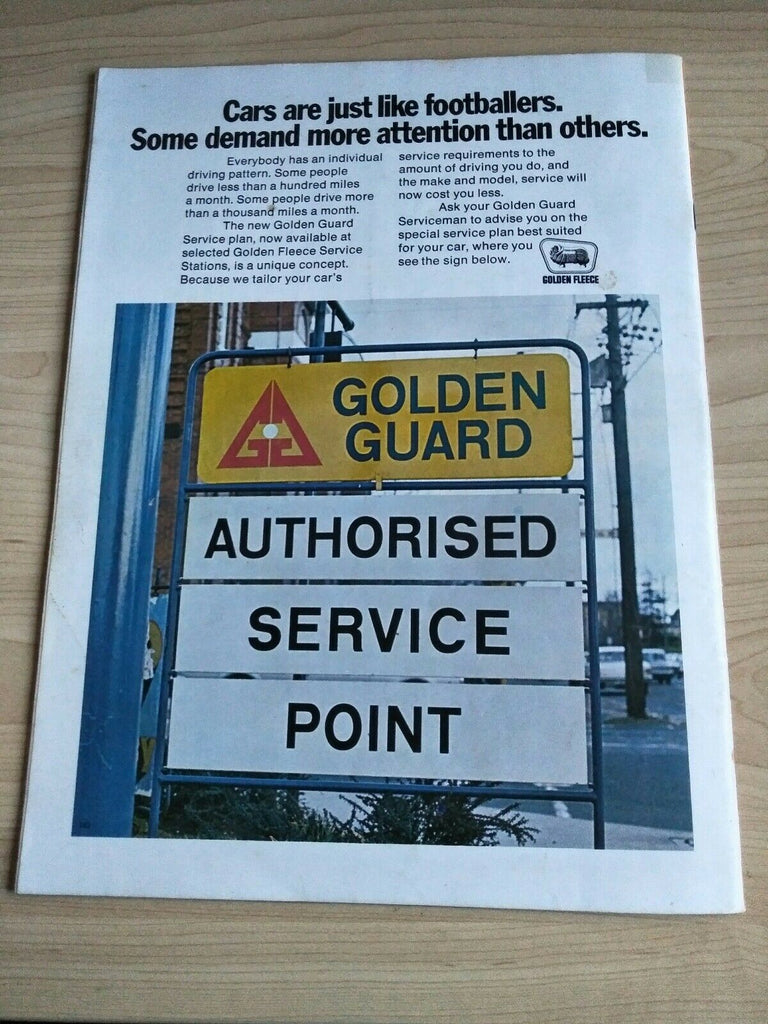 Cars are just like footballers.
Some demand more attention than others.
Everybody has an individual
driving pattern. Some people
drive less than a hundred miles
a month. Some people drive more
than a thousand miles a month.
The new Golden Guard
Service plan, now available at
selected Golden Fleece Service
Stations, is a unique concept.
Because we tailor your car's
service requirements to the
amount of driving you do, and
the make and model, service will
now cost you less.
Ask your Golden Guard
Serviceman to advise you on the
special service plan best suited
for your car, where you
see the sign below.
GOLDEN FLEECE
GOLDEN
GUARD
AUTHORISED
SERVICE
POINT